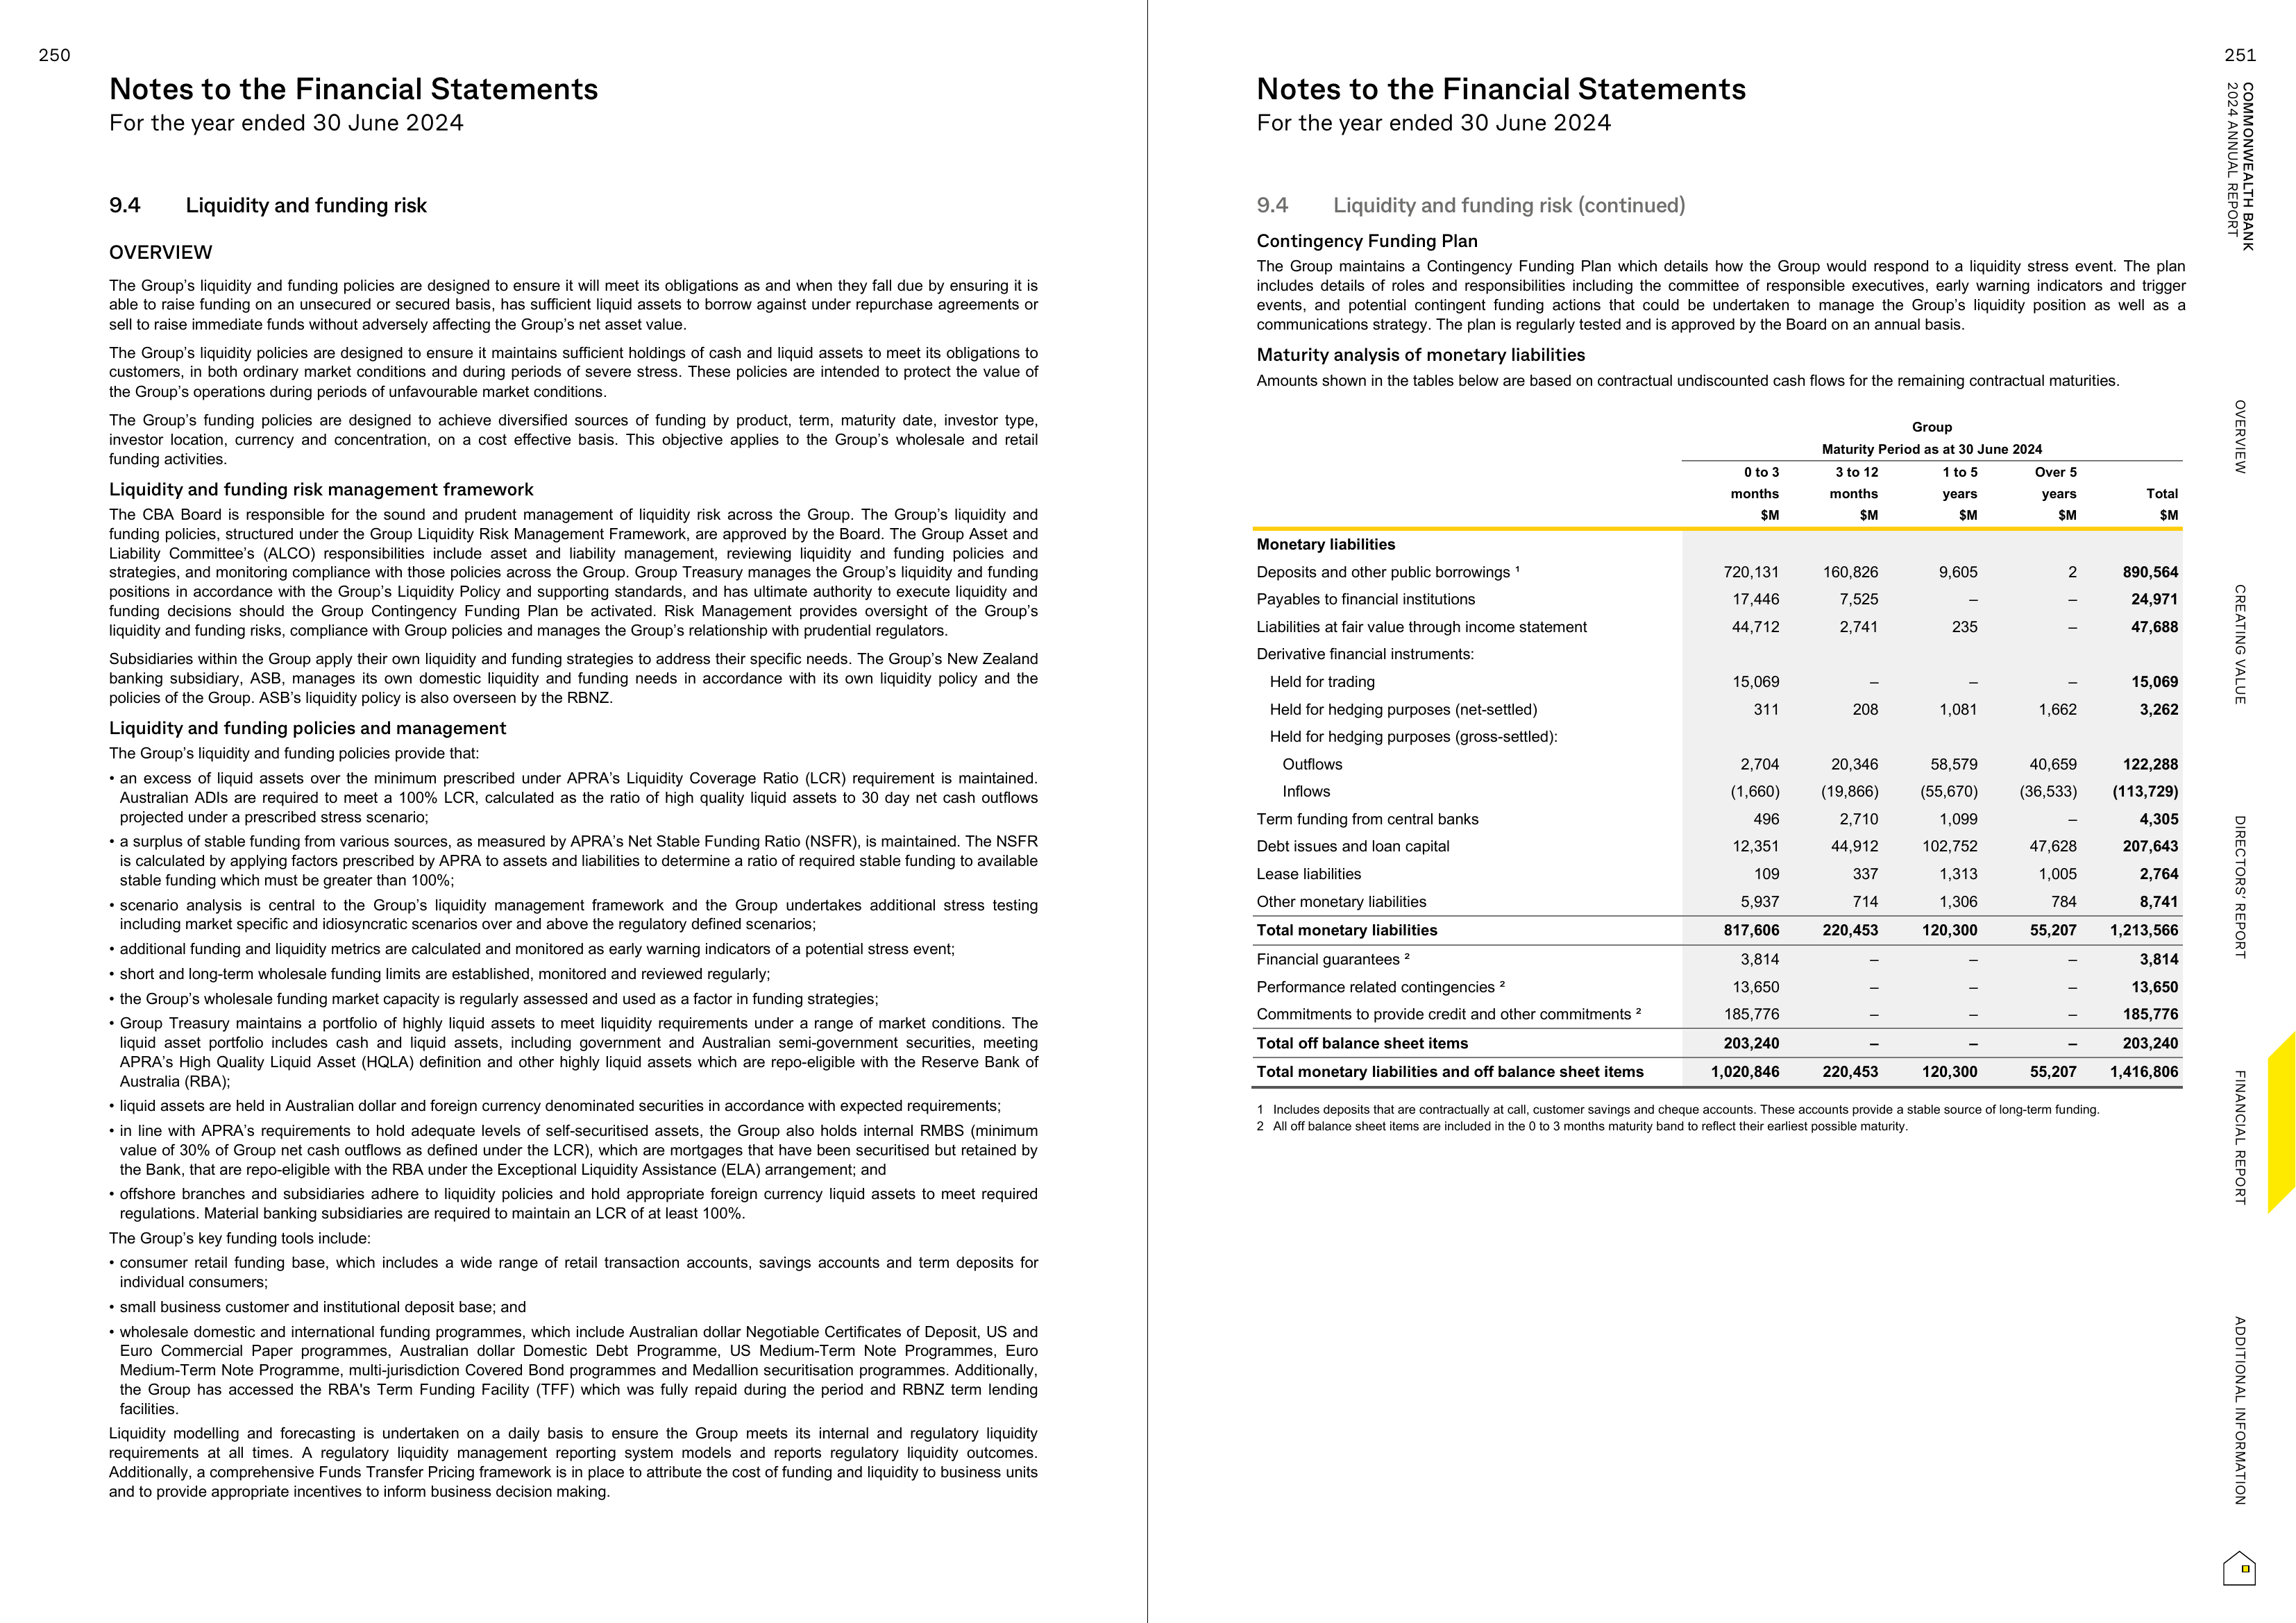 250
Notes to the Financial Statements
For the year ended 30 June 2024
9.4 Liquidity and funding risk
OVERVIEW
The Group's liquidity and funding policies are designed to ensure it will meet its obligations as and when they fall due by ensuring it is
able to raise funding on an unsecured or secured basis, has sufficient liquid assets to borrow against under repurchase agreements or
sell to raise immediate funds without adversely affecting the Group's net asset value.
The Group's liquidity policies are designed to ensure it maintains sufficient holdings of cash and liquid assets to meet its obligations to
customers, in both ordinary market conditions and during periods of severe stress. These policies are intended to protect the value of
the Group's operations during periods of unfavourable market conditions.
The Group's funding policies are designed to achieve diversified sources of funding by product, term, maturity date, investor type,
investor location, currency and concentration, on a cost effective basis. This objective applies to the Group's wholesale and retail
funding activities.
Liquidity and funding risk management framework
The CBA Board is responsible for the sound and prudent management of liquidity risk across the Group. The Group's liquidity and
funding policies, structured under the Group Liquidity Risk Management Framework, are approved by the Board. The Group Asset and
Liability Committee's (ALCO) responsibilities include asset and liability management, reviewing liquidity and funding policies and
strategies, and monitoring compliance with those policies across the Group. Group Treasury manages the Group's liquidity and funding
positions in accordance with the Group's Liquidity Policy and supporting standards, and has ultimate authority to execute liquidity and
funding decisions should the Group Contingency Funding Plan be activated. Risk Management provides oversight of the Group's
liquidity and funding risks, compliance with Group policies and manages the Group's relationship with prudential regulators.
Subsidiaries within the Group apply their own liquidity and funding strategies to address their specific needs. The Group's New Zealand
banking subsidiary, ASB, manages its own domestic liquidity and funding needs in accordance with its own liquidity policy and the
policies of the Group. ASB's liquidity policy is also overseen by the RBNZ.
Liquidity and funding policies and management
The Group's liquidity and funding policies provide that:
• an excess of liquid assets over the minimum prescribed under APRA's Liquidity Coverage Ratio (LCR) requirement is maintained.
Australian ADIs are required to meet a 100% LCR, calculated as the ratio of high quality liquid assets to 30 day net cash outflows
projected under a prescribed stress scenario;
• a surplus of stable funding from various sources, as measured by APRA's Net Stable Funding Ratio (NSFR), is maintained. The NSFR
is calculated by applying factors prescribed by APRA to assets and liabilities to determine a ratio of required stable funding to available
stable funding which must be greater than 100%;
• scenario analysis is central to the Group's liquidity management framework and the Group undertakes additional stress testing
including market specific and idiosyncratic scenarios over and above the regulatory defined scenarios;
• additional funding and liquidity metrics are calculated and monitored as early warning indicators of a potential stress event;
• short and long-term wholesale funding limits are established, monitored and reviewed regularly;
• the Group's wholesale funding market capacity is regularly assessed and used as a factor in funding strategies;
• Group Treasury maintains a portfolio of highly liquid assets to meet liquidity requirements under a range of market conditions. The
liquid asset portfolio includes cash and liquid assets, including government and Australian semi-government securities, meeting
APRA's High Quality Liquid Asset (HQLA) definition and other highly liquid assets which are repo-eligible with the Reserve Bank of
Australia (RBA);
• liquid assets are held in Australian dollar and foreign currency denominated securities in accordance with expected requirements;
• in line with APRA's requirements to hold adequate levels of self-securitised assets, the Group also holds internal RMBS (minimum
value of 30% of Group net cash outflows as defined under the LCR), which are mortgages that have been securitised but retained by
the Bank, that are repo-eligible with the RBA under the Exceptional Liquidity Assistance (ELA) arrangement; and
• offshore branches and subsidiaries adhere to liquidity policies and hold appropriate foreign currency liquid assets to meet required
regulations. Material banking subsidiaries are required to maintain an LCR of at least 100%.
The Group's key funding tools include:
• consumer retail funding base, which includes a wide range of retail transaction accounts, savings accounts and term deposits for
individual consumers;
• small business customer and institutional deposit base; and
• wholesale domestic and international funding programmes, which include Australian dollar Negotiable Certificates of Deposit, US and
Euro Commercial Paper programmes, Australian dollar Domestic Debt Programme, US Medium-Term Note Programmes, Euro
Medium-Term Note Programme, multi-jurisdiction Covered Bond programmes and Medallion securitisation programmes. Additionally,
the Group has accessed the RBA's Term Funding Facility (TFF) which was fully repaid during the period and RBNZ term lending
facilities.
Liquidity modelling and forecasting is undertaken on a daily basis to ensure the Group meets its internal and regulatory liquidity
requirements at all times. A regulatory liquidity management reporting system models and reports regulatory liquidity outcomes.
Additionally, a comprehensive Funds Transfer Pricing framework is in place to attribute the cost of funding and liquidity to business units
and to provide appropriate incentives to inform business decision making.
251
Notes to the Financial Statements
For the year ended 30 June 2024
9.4 Liquidity and funding risk (continued)
Contingency Funding Plan
The Group maintains a Contingency Funding Plan which details how the Group would respond to a liquidity stress event. The plan
includes details of roles and responsibilities including the committee of responsible executives, early warning indicators and trigger
events, and potential contingent funding actions that could be undertaken to manage the Group's liquidity position as well as a
communications strategy. The plan is regularly tested and is approved by the Board on an annual basis.
Maturity analysis of monetary liabilities
Amounts shown in the tables below are based on contractual undiscounted cash flows for the remaining contractual maturities.
Group
Maturity Period as at 30 June 2024
0 to 3 3 to 12 1 to 5 Over 5
months months years years Total
$M $M $M $M $M
Monetary liabilities
Deposits and other public borrowings ¹ 720,131 160,826 9,605 2 890,564
Payables to financial institutions 17,446 7,525 – – 24,971
Liabilities at fair value through income statement 44,712 2,741 235 – 47,688
Derivative financial instruments:
Held for trading 15,069 – – – 15,069
Held for hedging purposes (net-settled) 311 208 1,081 1,662 3,262
Held for hedging purposes (gross-settled):
Outflows 2,704 20,346 58,579 40,659 122,288
Inflows (1,660) (19,866) (55,670) (36,533) (113,729)
Term funding from central banks 496 2,710 1,099 – 4,305
Debt issues and loan capital 12,351 44,912 102,752 47,628 207,643
Lease liabilities 109 337 1,313 1,005 2,764
Other monetary liabilities 5,937 714 1,306 784 8,741
Total monetary liabilities 817,606 220,453 120,300 55,207 1,213,566
Financial guarantees ² 3,814 – – – 3,814
Performance related contingencies ² 13,650 – – – 13,650
Commitments to provide credit and other commitments ² 185,776 – – – 185,776
Total off balance sheet items 203,240 – – – 203,240
Total monetary liabilities and off balance sheet items 1,020,846 220,453 120,300 55,207 1,416,806
1 Includes deposits that are contractually at call, customer savings and cheque accounts. These accounts provide a stable source of long-term funding.
2 All off balance sheet items are included in the 0 to 3 months maturity band to reflect their earliest possible maturity.
COMMONWEALTH BANK
2024 ANNUAL REPORT
OVERVIEW
CREATING VALUE
DIRECTORS' REPORT
FINANCIAL REPORT
ADDITIONAL INFORMATION